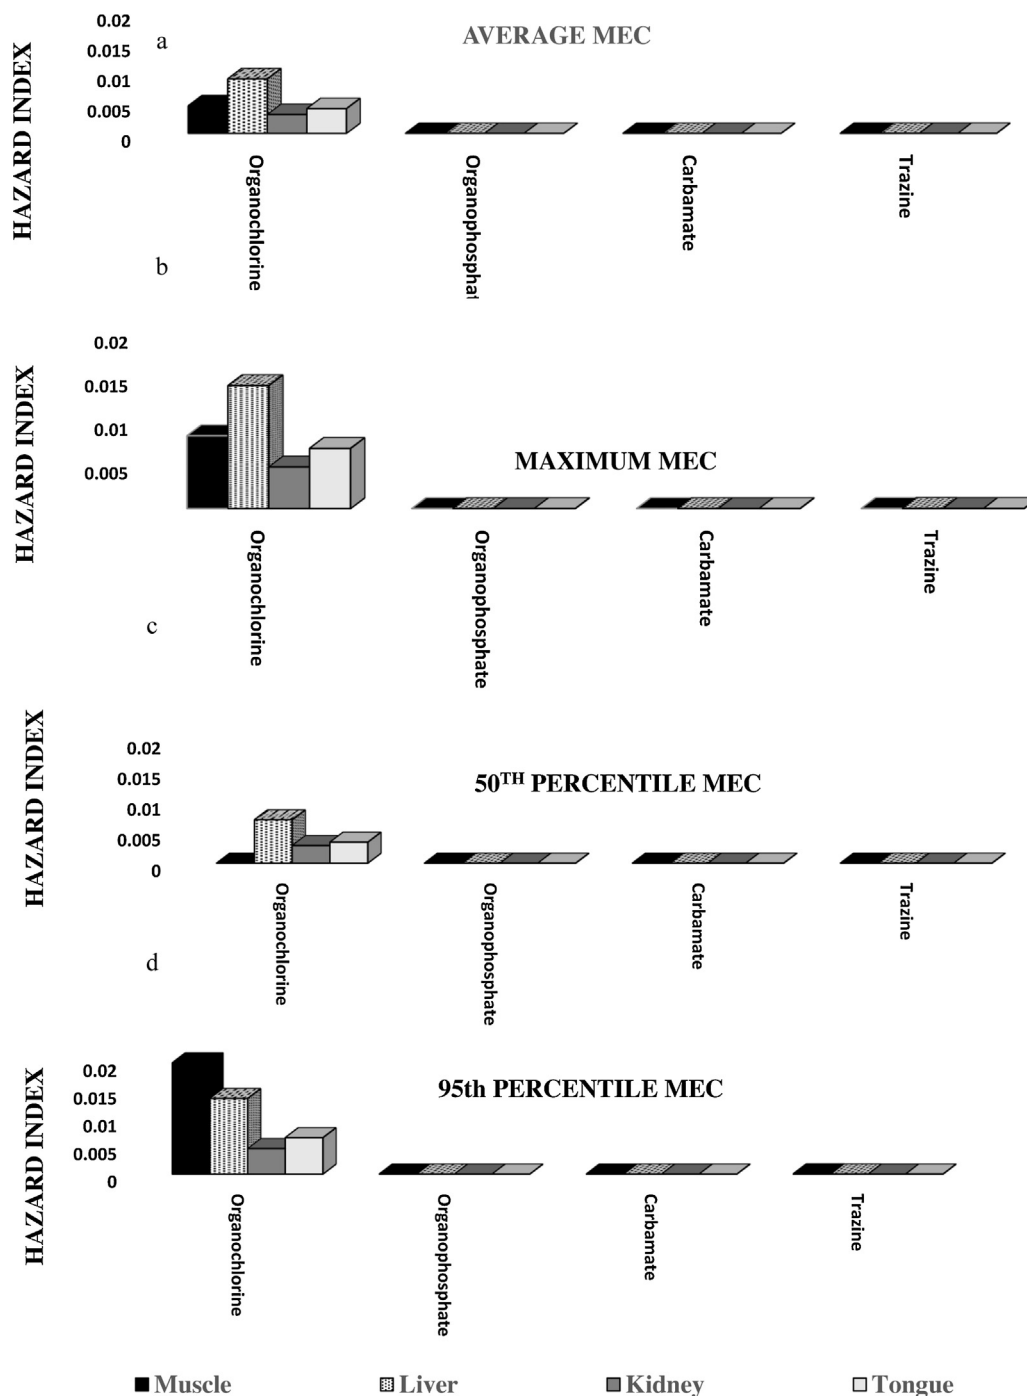 a
AVERAGE MEC
HAZARD INDEX
0.02
0.015
0.01
0.005
0
Organochlorine
Organophosphat
Carbamate
Trazine
b
MAXIMUM MEC
HAZARD INDEX
0.02
0.015
0.01
0.005
Organochlorine
Organophosphate
Carbamate
Trazine
c
50TH PERCENTILE MEC
HAZARD INDEX
0.02
0.015
0.01
0.005
0
Organochlorine
Organophosphate
Carbamate
Trazine
d
95th PERCENTILE MEC
HAZARD INDEX
0.02
0.015
0.01
0.005
0
Organochlorine
Organophosphate
Carbamate
Trazine
Muscle Liver Kidney Tongue